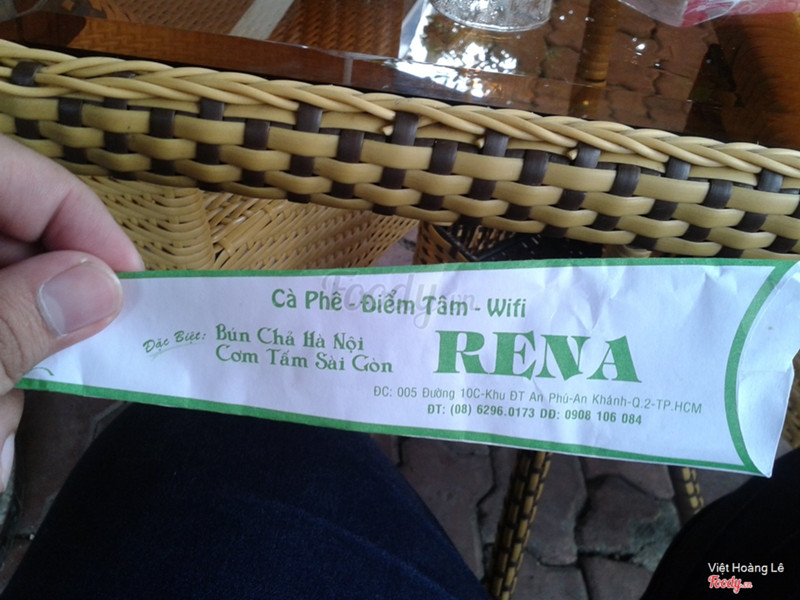 Cà Phê - Điểm Tâm - Wifi
Đặc Biệt: Bún Chả Hà Nội
Cơm Tấm Sài Gòn
RENA
ĐC: 005 Đường 10C-Khu ĐT An Phú-An Khánh-Q.2-TP.HCM
ĐT: (08) 6296.0173 DĐ: 0908 106 084
Foody.vn
Việt Hoàng Lê
Foody.vn